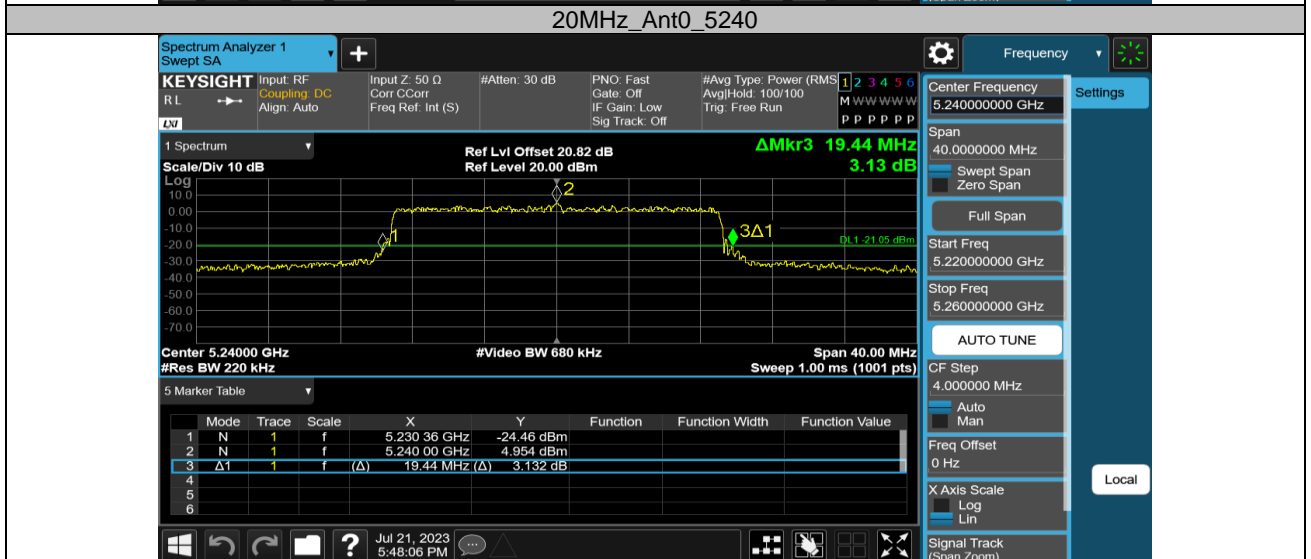 (Span Zoom)
20MHz_Ant0_5240
Spectrum Analyzer 1
Swept SA
Frequency
KEYSIGHT
R L
LXI
Input: RF
Coupling: DC
Align: Auto
Input Z: 50 Ω
Corr CCorr
Freq Ref: Int (S)
#Atten: 30 dB
PNO: Fast
Gate: Off
IF Gain: Low
Sig Track: Off
#Avg Type: Power (RMS
Avg|Hold: 100/100
Trig: Free Run
1 2 3 4 5 6
M W W W W W
P P P P P P
1 Spectrum
Scale/Div 10 dB
Ref Lvl Offset 20.82 dB
Ref Level 20.00 dBm
ΔMkr3 19.44 MHz
3.13 dB
Log
10.0
0.00
-10.0
-20.0
-30.0
-40.0
-50.0
-60.0
-70.0
1
2
3Δ1
DL1 -21.05 dBm
Center 5.24000 GHz
#Video BW 680 kHz
Span 40.00 MHz
#Res BW 220 kHz
Sweep 1.00 ms (1001 pts)
5 Marker Table
Mode Trace Scale X Y Function Function Width Function Value
1 N 1 f 5.230 36 GHz -24.46 dBm
2 N 1 f 5.240 00 GHz 4.954 dBm
3 Δ1 1 f (Δ) 19.44 MHz (Δ) 3.132 dB
4
5
6
Center Frequency
5.240000000 GHz
Settings
Span
40.0000000 MHz
Swept Span
Zero Span
Full Span
Start Freq
5.220000000 GHz
Stop Freq
5.260000000 GHz
AUTO TUNE
CF Step
4.000000 MHz
Auto
Man
Freq Offset
0 Hz
X Axis Scale
Log
Lin
Local
Signal Track
(Span Zoom)
?
Jul 21, 2023
5:48:06 PM